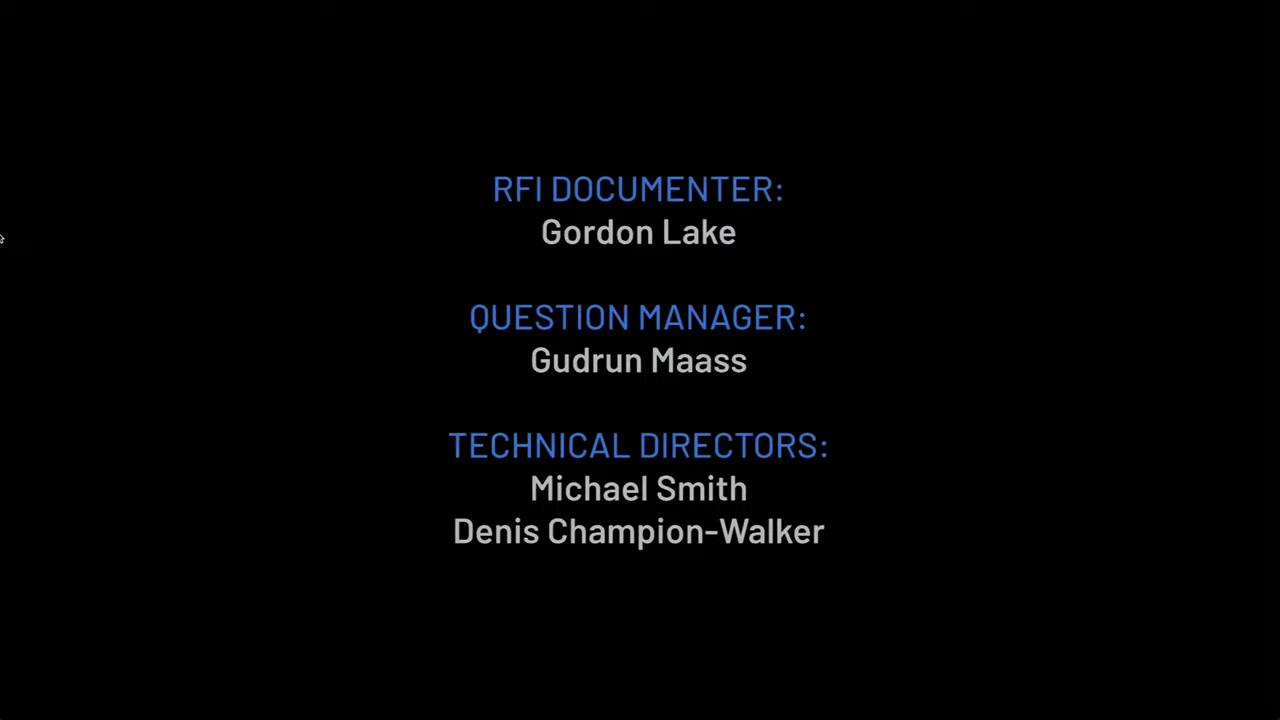 RFI DOCUMENTER:
Gordon Lake
QUESTION MANAGER:
Gudrun Maass
TECHNICAL DIRECTORS:
Michael Smith
Denis Champion-Walker